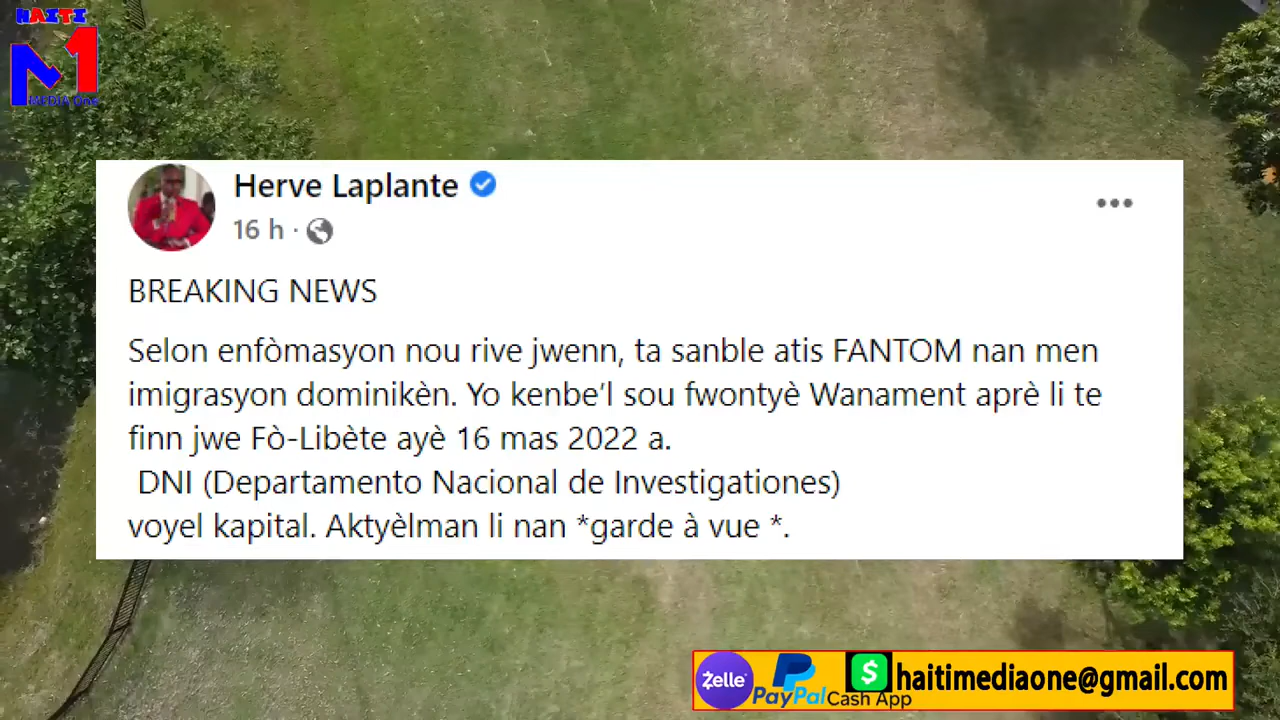 HAITI
M1
MEDIA One
Herve Laplante
16 h ·
BREAKING NEWS
Selon enfòmasyon nou rive jwenn, ta sanble atis FANTOM nan men
imigrasyon dominikèn. Yo kenbe’l sou fwontyè Wanament aprè li te
finn jwe Fò-Libète ayè 16 mas 2022 a.
DNI (Departamento Nacional de Investigationes)
voyel kapital. Aktyèlman li nan *garde à vue *.
Zelle
PayPal
$
Cash App
haitimediaone@gmail.com